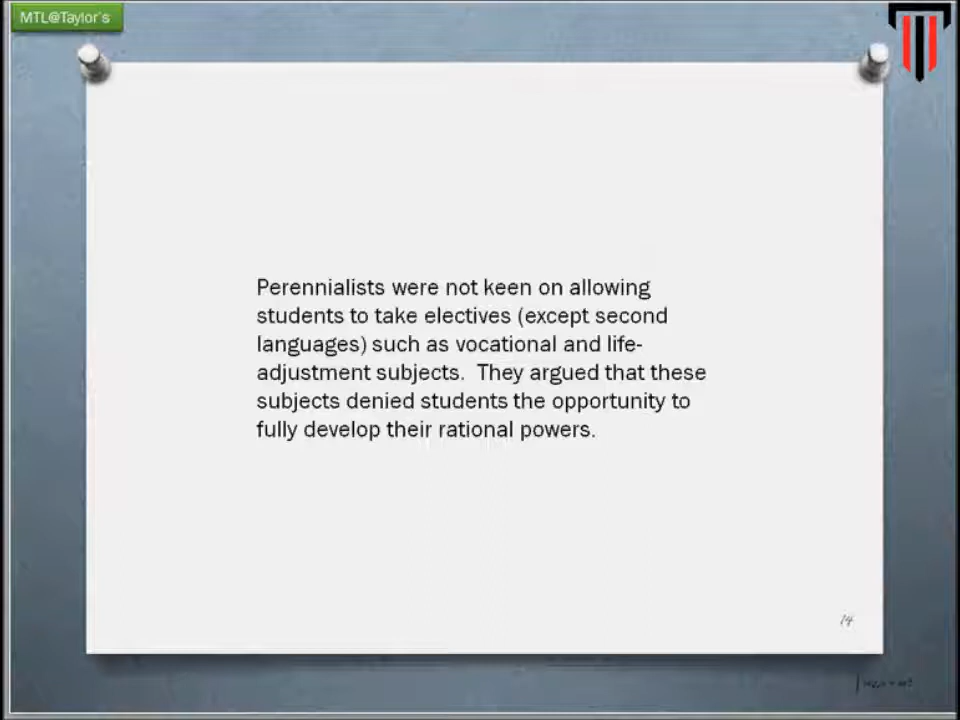 MTL@Taylor's
Perennialists were not keen on allowing
students to take electives (except second
languages) such as vocational and life-
adjustment subjects.  They argued that these
subjects denied students the opportunity to
fully develop their rational powers.
14